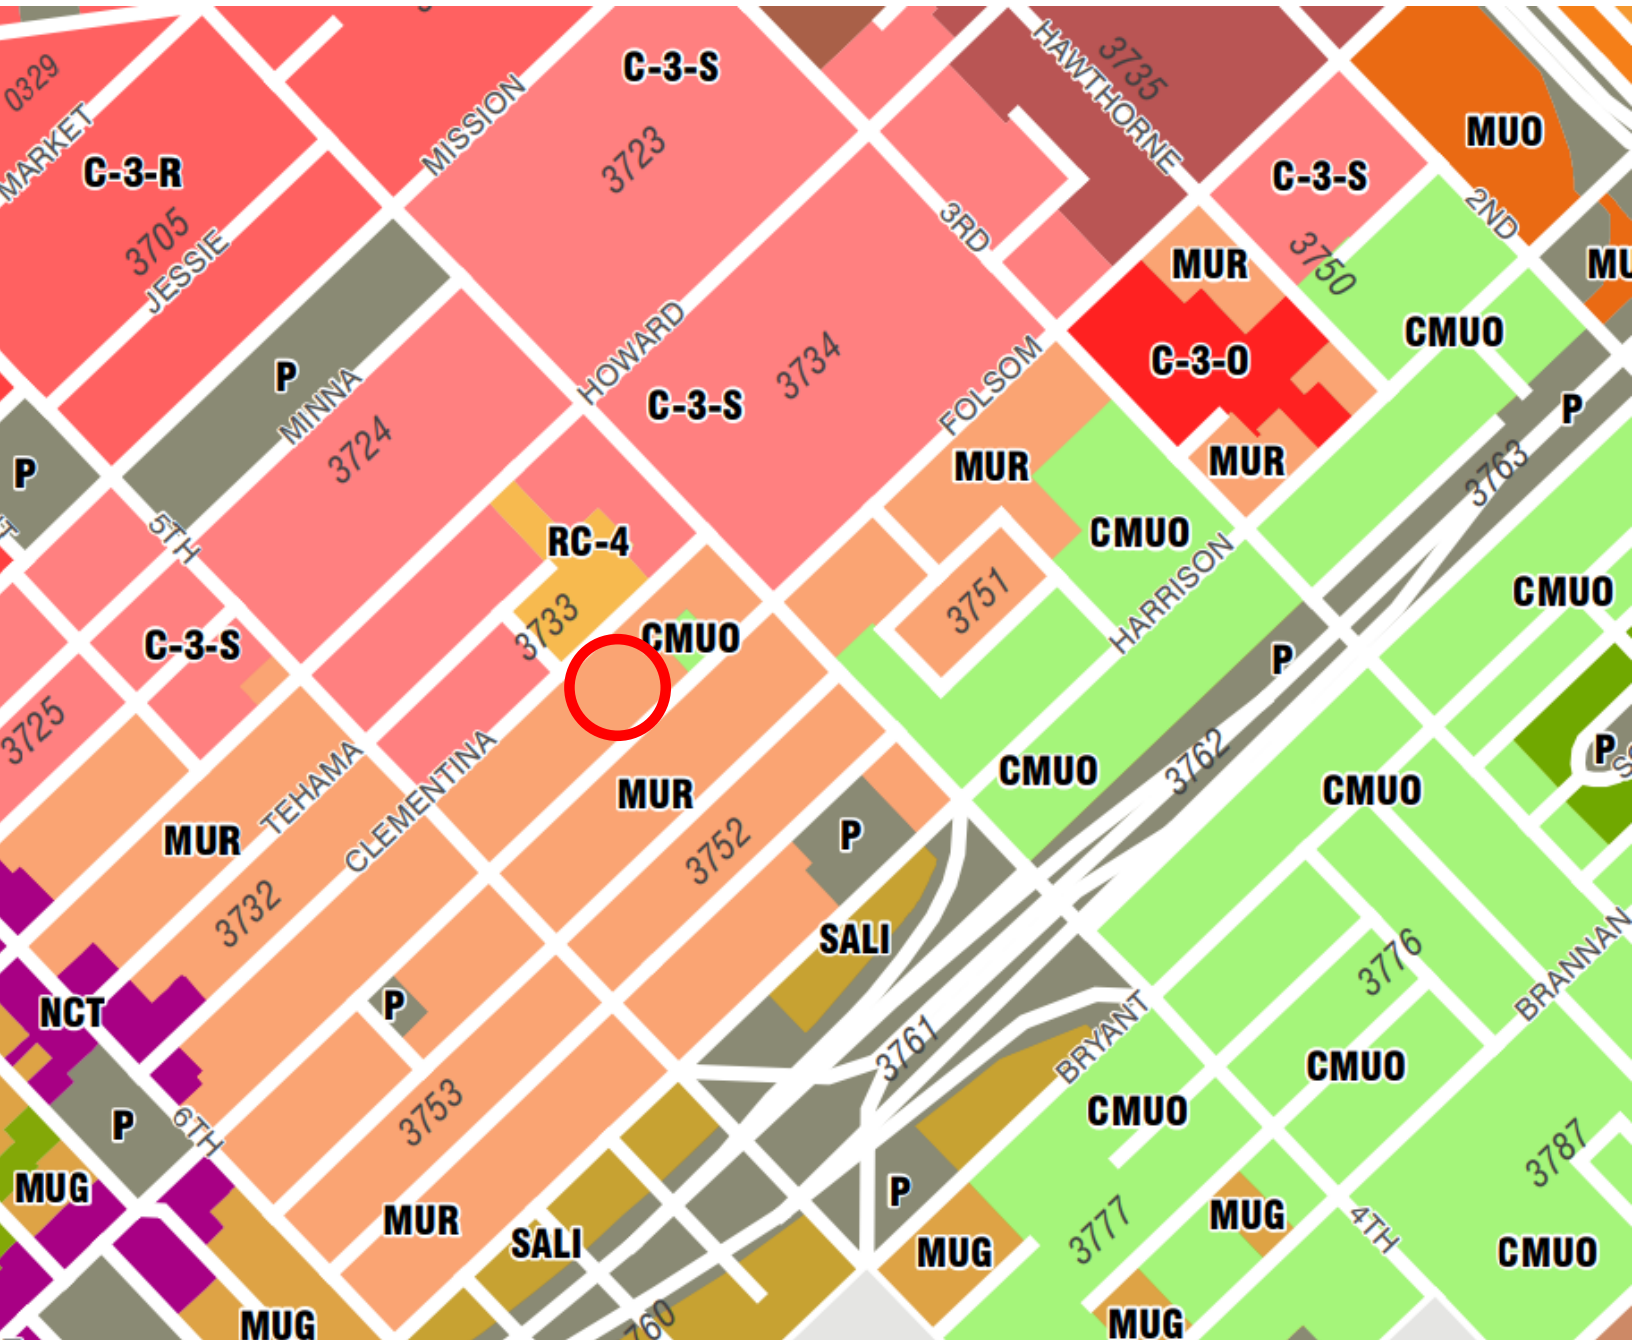 C-3-S
HAWTHORNE
3735
0329
MARKET
C-3-R
MISSION
3723
MUO
C-3-S
2ND
3705
JESSIE
3RD
MUR
3750
MU
HOWARD
CMUO
P
MINNA
3734
C-3-S
FOLSOM
C-3-O
P
3724
P
MUR
MUR
3763
5TH
RC-4
CMUO
HARRISON
CMUO
3733
3751
C-3-S
CMUO
P
3725
TEHAMA
CLEMENTINA
MUR
CMUO
3762
CMUO
P
MUR
3752
P
3732
SALI
BRANNAN
3776
NCT
P
3761
BRYANT
CMUO
3753
P
6TH
CMUO
3787
MUG
P
MUG
4TH
MUR
SALI
MUG
3777
CMUO
MUG
760
MUG